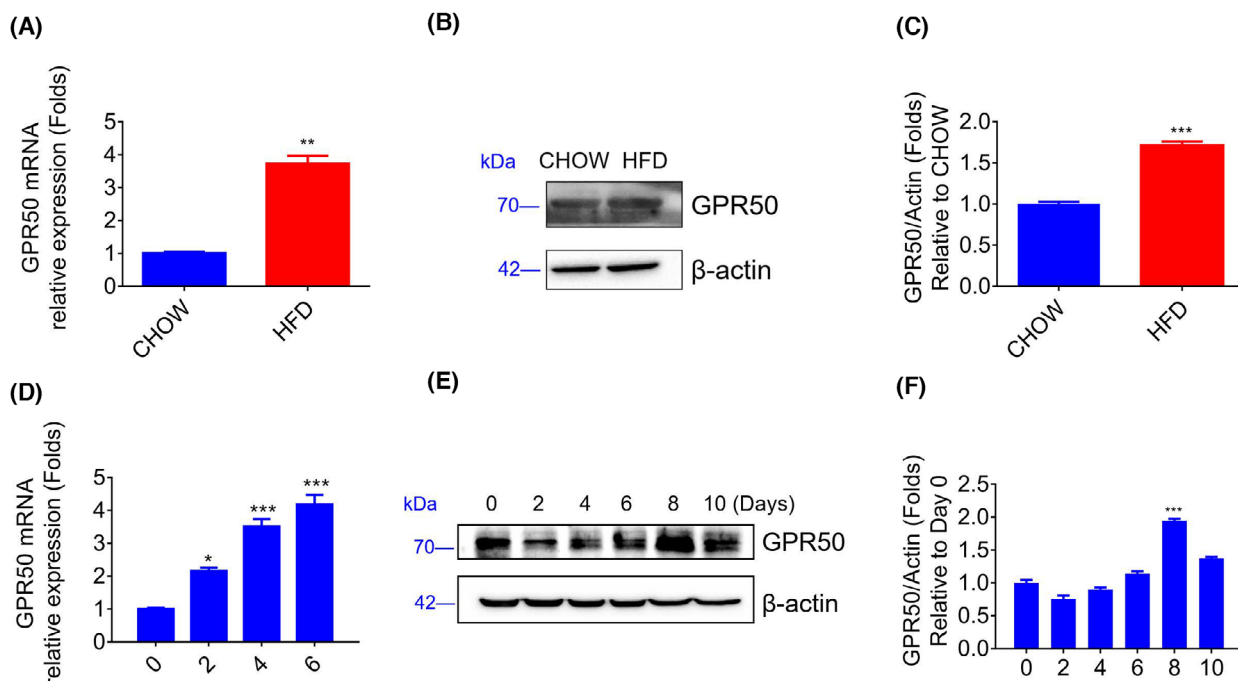 (A)
GPR50 mRNA
relative expression (Folds)
5
4
3
2
1
0
**
CHOW
HFD
(B)
kDa
CHOW HFD
70
GPR50
42
β-actin
(C)
GPR50/Actin (Folds)
Relative to CHOW
2.0
1.5
1.0
0.5
0.0
***
CHOW
HFD
(D)
GPR50 mRNA
relative expression (Folds)
5
4
3
2
1
0
*
***
***
0
2
4
6
(E)
kDa
0 2 4 6 8 10 (Days)
70
GPR50
42
β-actin
(F)
GPR50/Actin (Folds)
Relative to Day 0
2.5
2.0
1.5
1.0
0.5
0.0
***
0 2 4 6 8 10